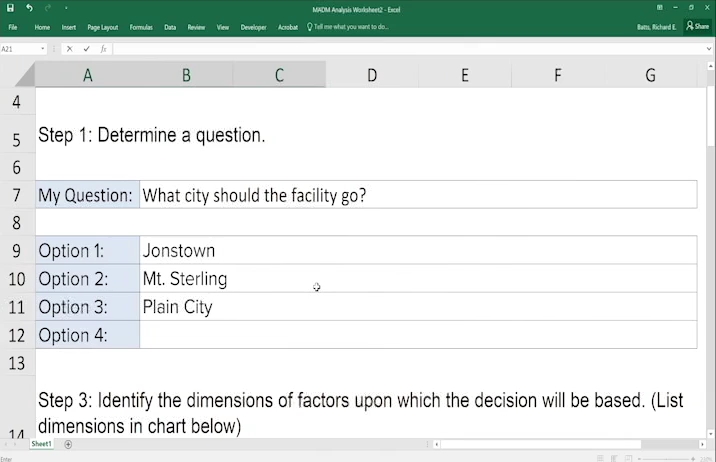 MADM Analysis Worksheet2 - Excel
File Home Insert Page Layout Formulas Data Review View Developer Acrobat Tell me what you want to do... Batts, Richard E. Share
A21 fx
A B C D E F G
4
5 Step 1: Determine a question.
6
7 My Question: What city should the facility go?
8
9 Option 1: Jonstown
10 Option 2: Mt. Sterling
11 Option 3: Plain City
12 Option 4:
13
Step 3: Identify the dimensions of factors upon which the decision will be based. (List
14 dimensions in chart below)
Sheet1
Enter